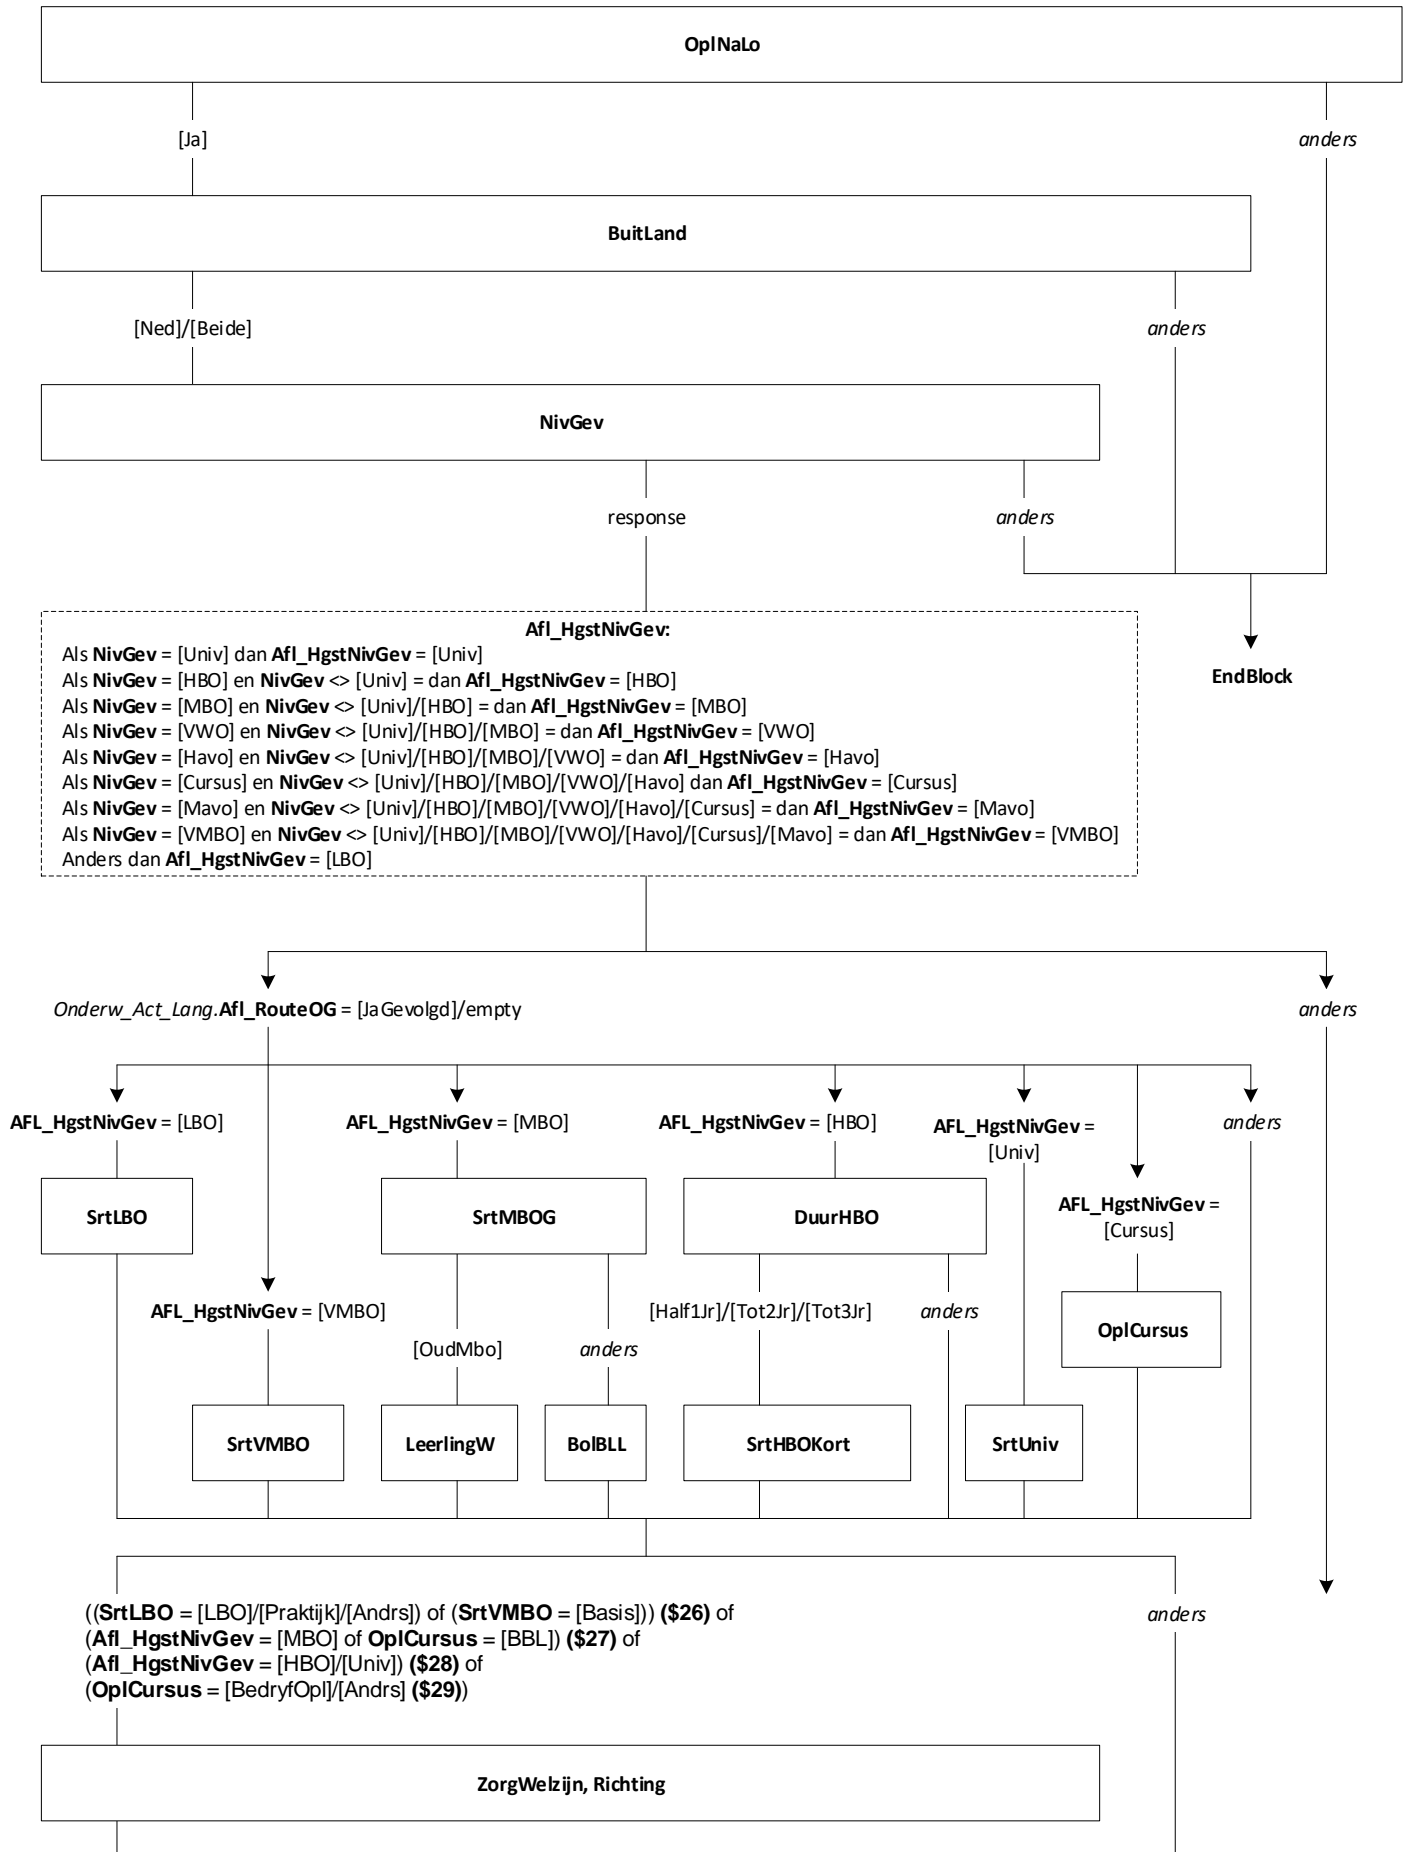 OplNaLo
[Ja]
anders
BuitLand
[Ned]/[Beide]
anders
NivGev
response
anders
Afl_HgstNivGev:
Als NivGev = [Univ] dan Afl_HgstNivGev = [Univ]
Als NivGev = [HBO] en NivGev <> [Univ] = dan Afl_HgstNivGev = [HBO]
Als NivGev = [MBO] en NivGev <> [Univ]/[HBO] = dan Afl_HgstNivGev = [MBO]
Als NivGev = [VWO] en NivGev <> [Univ]/[HBO]/[MBO] = dan Afl_HgstNivGev = [VWO]
Als NivGev = [Havo] en NivGev <> [Univ]/[HBO]/[MBO]/[VWO] = dan Afl_HgstNivGev = [Havo]
Als NivGev = [Cursus] en NivGev <> [Univ]/[HBO]/[MBO]/[VWO]/[Havo] dan Afl_HgstNivGev = [Cursus]
Als NivGev = [Mavo] en NivGev <> [Univ]/[HBO]/[MBO]/[VWO]/[Havo]/[Cursus] = dan Afl_HgstNivGev = [Mavo]
Als NivGev = [VMBO] en NivGev <> [Univ]/[HBO]/[MBO]/[VWO]/[Havo]/[Cursus]/[Mavo] = dan Afl_HgstNivGev = [VMBO]
Anders dan Afl_HgstNivGev = [LBO]
EndBlock
Onderw_Act_Lang.Afl_RouteOG = [JaGevolgd]/empty
anders
AFL_HgstNivGev = [LBO]
AFL_HgstNivGev = [MBO]
AFL_HgstNivGev = [HBO]
AFL_HgstNivGev =
[Univ]
anders
SrtLBO
SrtMBOG
DuurHBO
AFL_HgstNivGev =
[Cursus]
AFL_HgstNivGev = [VMBO]
[OudMbo]
anders
[Half1Jr]/[Tot2Jr]/[Tot3Jr]
anders
OplCursus
SrtVMBO
LeerlingW
BolBLL
SrtHBOKort
SrtUniv
((SrtLBO = [LBO]/[Praktijk]/[Andrs]) of (SrtVMBO = [Basis])) ($26) of
(Afl_HgstNivGev = [MBO] of OplCursus = [BBL]) ($27) of
(Afl_HgstNivGev = [HBO]/[Univ]) ($28) of
(OplCursus = [BedryfOpl]/[Andrs] ($29))
anders
ZorgWelzijn, Richting